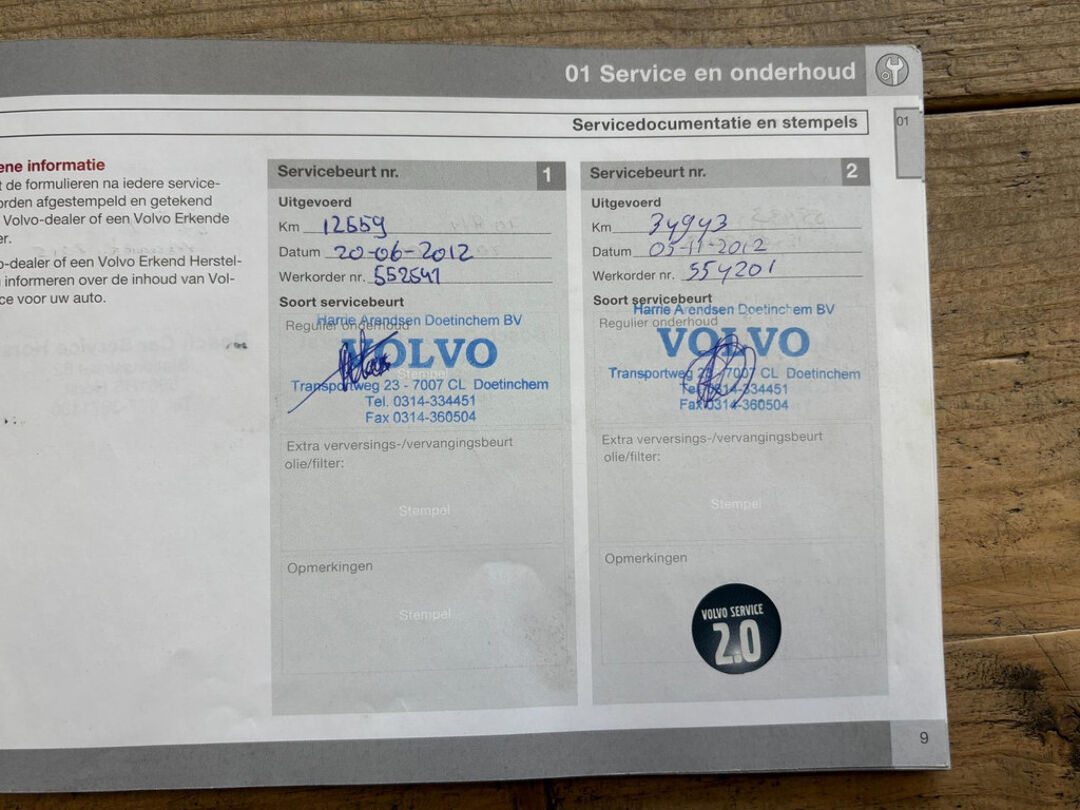 01 Service en onderhoud
Servicedocumentatie en stempels
01
ene informatie
t de formulieren na iedere service-
orden afgestempeld en getekend
Volvo-dealer of een Volvo Erkende
er.
o-dealer of een Volvo Erkend Herstel-
informeren over de inhoud van Vol-
ce voor uw auto.
Servicebeurt nr. 1
Uitgevoerd
Km 12559
Datum 20-06-2012
Werkorder nr. 552541
Soort servicebeurt
Regulier onderhoud
Harrie Arendsen Doetinchem BV
VOLVO
Stempel
Transportweg 23 - 7007 CL Doetinchem
Tel. 0314-334451
Fax 0314-360504
Extra verversings-/vervangingsbeurt
olie/filter:
Stempel
Opmerkingen
Stempel
Servicebeurt nr. 2
Uitgevoerd
Km 34943
Datum 05-11-2012
Werkorder nr. 554201
Soort servicebeurt
Harrie Arendsen Doetinchem BV
Regulier onderhoud
VOLVO
Transportweg 23 - 7007 CL Doetinchem
Tel. 0314-334451
Fax 0314-360504
Extra verversings-/vervangingsbeurt
olie/filter:
Stempel
Opmerkingen
VOLVO SERVICE
2.0
9